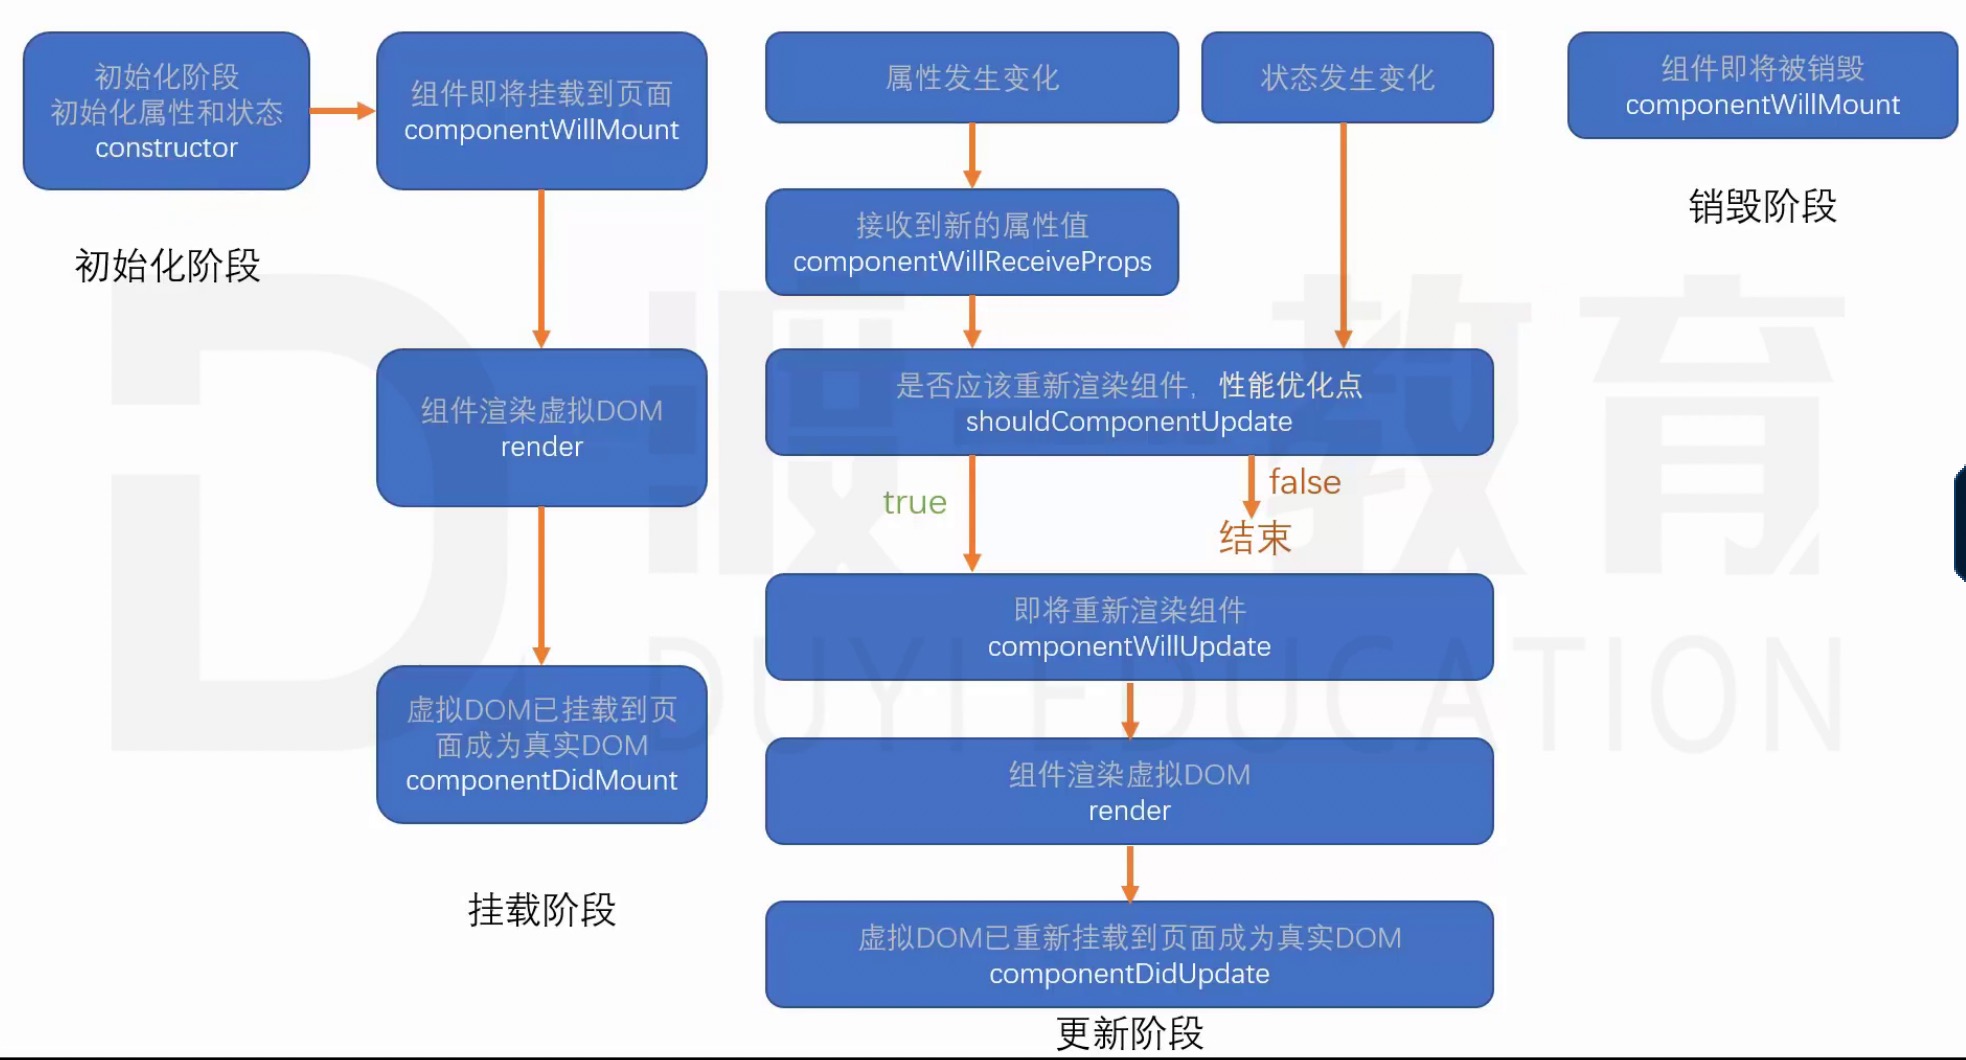 初始化阶段
初始化属性和状态
constructor
初始化阶段
组件即将挂载到页面
componentWillMount
组件渲染虚拟DOM
render
虚拟DOM已挂载到页
面成为真实DOM
componentDidMount
挂载阶段
属性发生变化
状态发生变化
接收到新的属性值
componentWillReceiveProps
是否应该重新渲染组件，性能优化点
shouldComponentUpdate
true
false
结束
即将重新渲染组件
componentWillUpdate
组件渲染虚拟DOM
render
虚拟DOM已重新挂载到页面成为真实DOM
componentDidUpdate
更新阶段
组件即将被销毁
componentWillMount
销毁阶段
渡一教育
DUYI EDUCATION